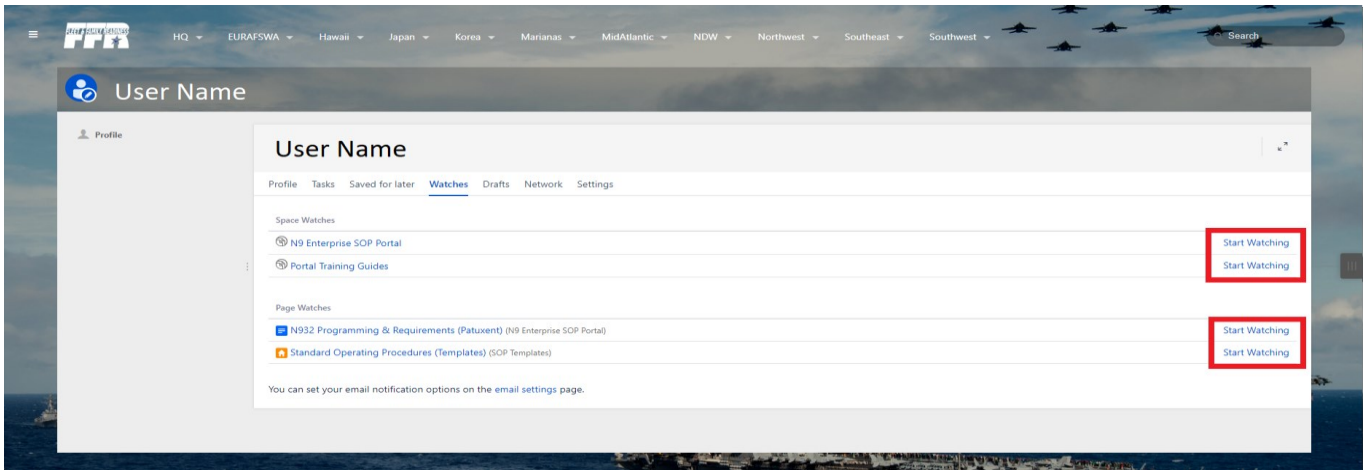 FLEET & FAMILY READINESS
FFR
HQ EURAFSWA Hawaii Japan Korea Marianas MidAtlantic NDW Northwest Southeast Southwest Search
User Name
Profile
User Name
Profile Tasks Saved for later Watches Drafts Network Settings
Space Watches
N9 Enterprise SOP Portal Start Watching
Portal Training Guides Start Watching
Page Watches
N932 Programming & Requirements (Patuxent) (N9 Enterprise SOP Portal) Start Watching
Standard Operating Procedures (Templates) (SOP Templates) Start Watching
You can set your email notification options on the email settings page.